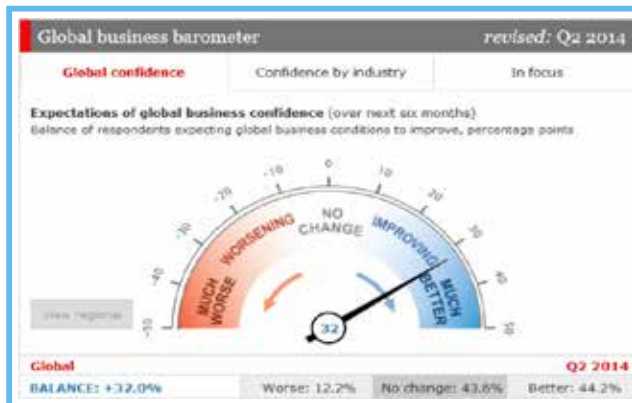 Global business barometer revised: Q2 2014
Global confidence Confidence by industry In focus
Expectations of global business confidence (over next six months)
Balance of respondents expecting global business conditions to improve, percentage points
-50 -40 -30 -20 -10 0 10 20 30 40 50
MUCH WORSE
WORSENING
NO CHANGE
IMPROVING
MUCH BETTER
View regional
32
Global Q2 2014
BALANCE: +32.0% Worse: 12.2% No change: 43.6% Better: 44.2%